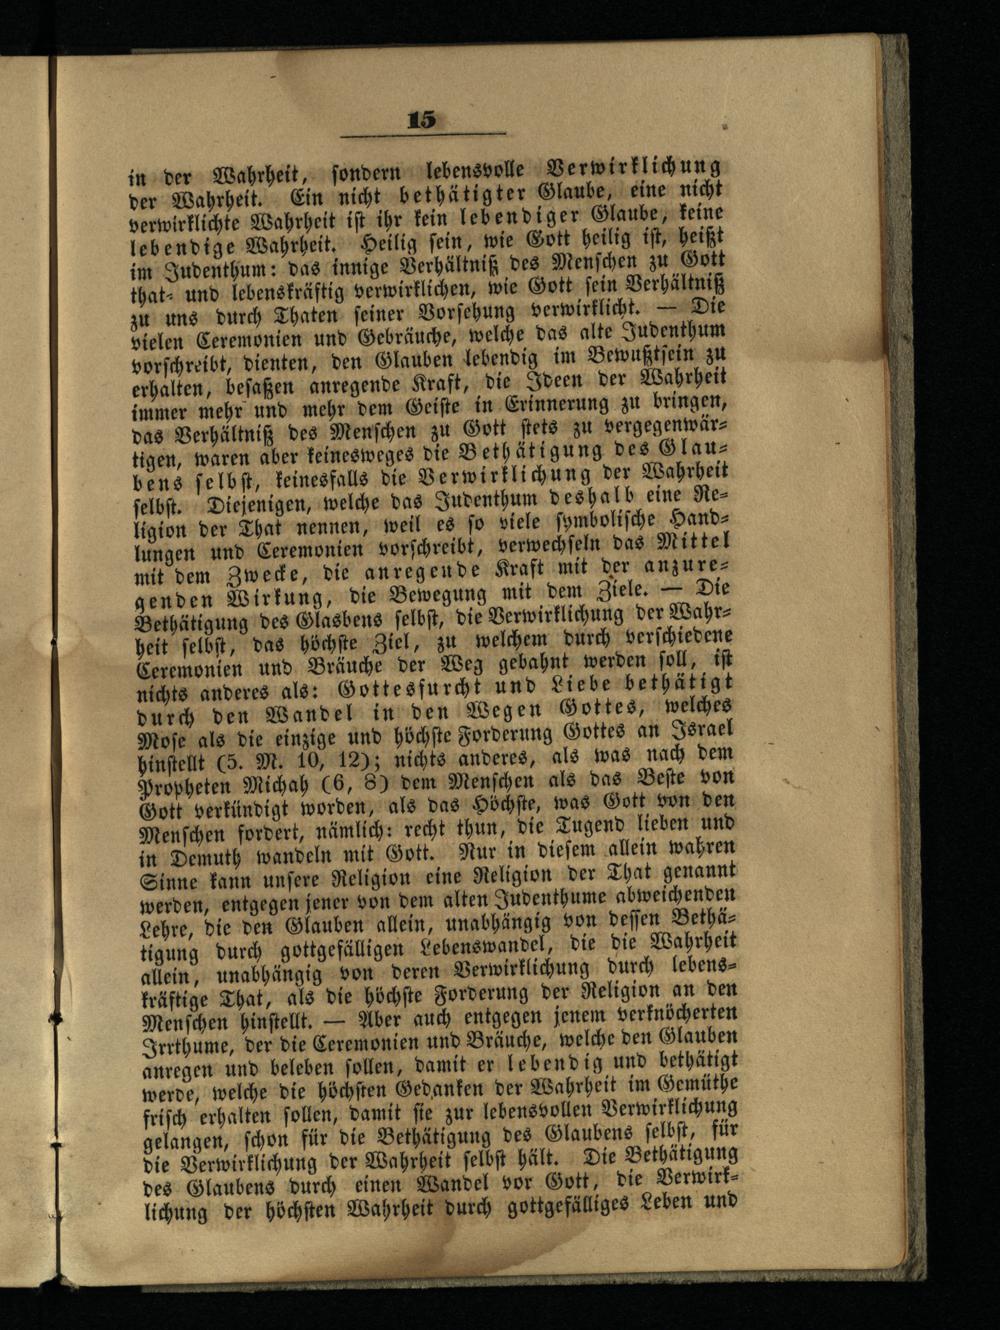 15
in der Wahrheit, sondern lebensvolle Verwirklichung
der Wahrheit. Ein nicht bethätigter Glaube, eine nicht
verwirklichte Wahrheit ist ihr kein lebendiger Glaube, keine
lebendige Wahrheit. Heilig sein, wie Gott heilig ist, heißt
im Judenthum: das innige Verhältniß des Menschen zu Gott
that- und lebenskräftig verwirklichen, wie Gott sein Verhältniß
zu uns durch Thaten seiner Vorsehung verwirklicht. — Die
vielen Ceremonien und Gebräuche, welche das alte Judenthum
vorschreibt, dienten, den Glauben lebendig im Bewußtsein zu
erhalten, besaßen anregende Kraft, die Ideen der Wahrheit
immer mehr und mehr dem Geiste in Erinnerung zu bringen,
das Verhältniß des Menschen zu Gott stets zu vergegenwär-
tigen, waren aber keinesweges die Bethätigung des Glau-
bens selbst, keinesfalls die Verwirklichung der Wahrheit
selbst. Diejenigen, welche das Judenthum deshalb eine Re-
ligion der That nennen, weil es so viele symbolische Hand-
lungen und Ceremonien vorschreibt, verwechseln das Mittel
mit dem Zwecke, die anregende Kraft mit der anzure-
genden Wirkung, die Bewegung mit dem Ziele. — Die
Bethätigung des Glasbens selbst, die Verwirklichung der Wahr-
heit selbst, das höchste Ziel, zu welchem durch verschiedene
Ceremonien und Bräuche der Weg gebahnt werden soll, ist
nichts anderes als: Gottesfurcht und Liebe bethätigt
durch den Wandel in den Wegen Gottes, welches
Mose als die einzige und höchste Forderung Gottes an Israel
hinstellt (5. M. 10, 12); nichts anderes, als was nach dem
Propheten Michah (6, 8) dem Menschen als das Beste von
Gott verkündigt worden, als das Höchste, was Gott von den
Menschen fordert, nämlich: recht thun, die Tugend lieben und
in Demuth wandeln mit Gott. Nur in diesem allein wahren
Sinne kann unsere Religion eine Religion der That genannt
werden, entgegen jener von dem alten Judenthume abweichenden
Lehre, die den Glauben allein, unabhängig von dessen Bethä-
tigung durch gottgefälligen Lebenswandel, die die Wahrheit
allein, unabhängig von deren Verwirklichung durch lebens-
kräftige That, als die höchste Forderung der Religion an den
Menschen hinstellt. — Aber auch entgegen jenem verknöcherten
Irrthume, der die Ceremonien und Bräuche, welche den Glauben
anregen und beleben sollen, damit er lebendig und bethätigt
werde, welche die höchsten Gedanken der Wahrheit im Gemüthe
frisch erhalten sollen, damit sie zur lebensvollen Verwirklichung
gelangen, schon für die Bethätigung des Glaubens selbst, für
die Verwirklichung der Wahrheit selbst hält. Die Bethätigung
des Glaubens durch einen Wandel vor Gott, die Verwirk-
lichung der höchsten Wahrheit durch gottgefälliges Leben und